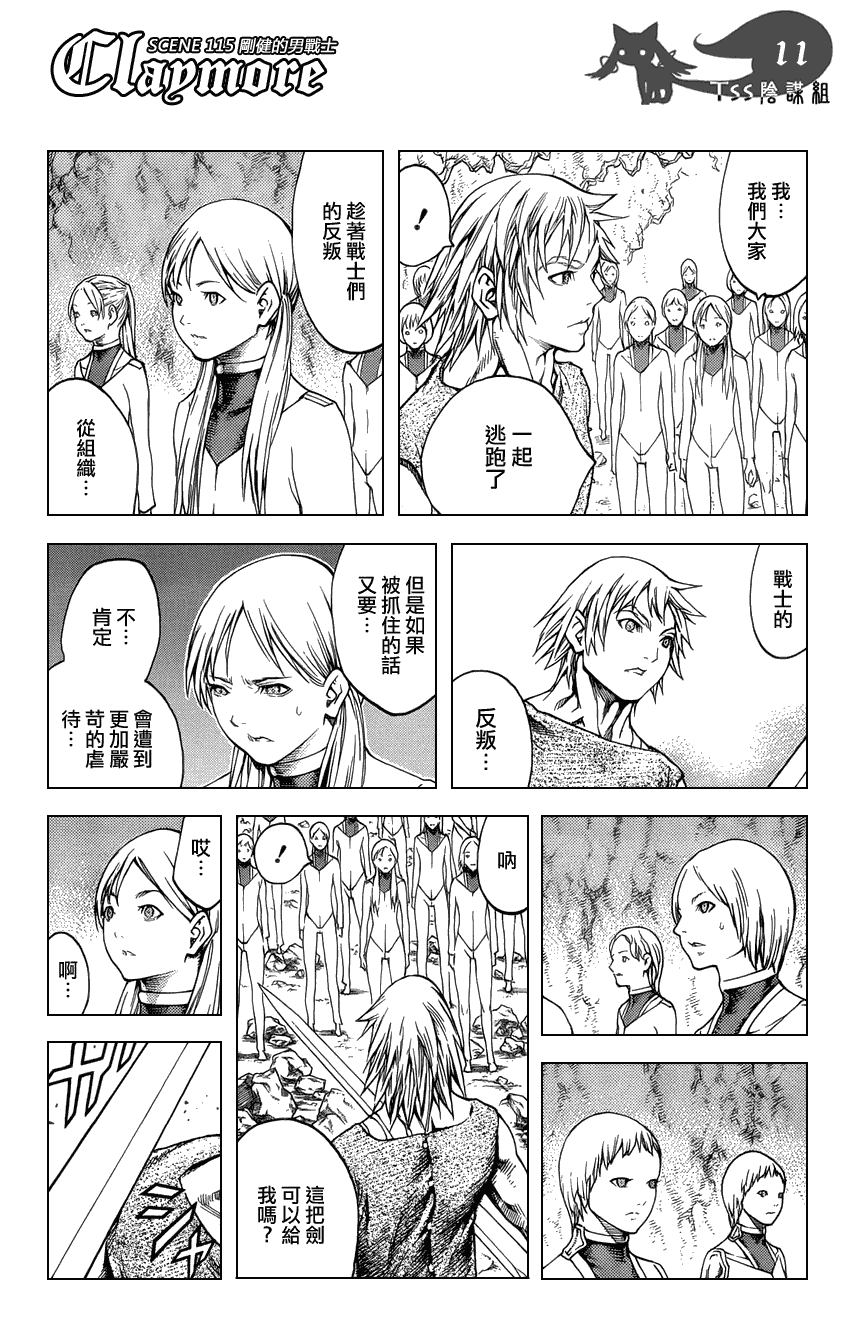 SCENE 115 剛健的男戰士
Claymore
11
Tss陰謀組
我…
我們大家
!
一起
逃跑了
趁著戰士們
的反叛
從組織…
戰士的
反叛…
但是如果
被抓住的話
又要…
不…
肯定
會遭到
更加嚴
苛的虐
待…
吶
!
這把劍
可以給
我嗎?
哎…
啊…